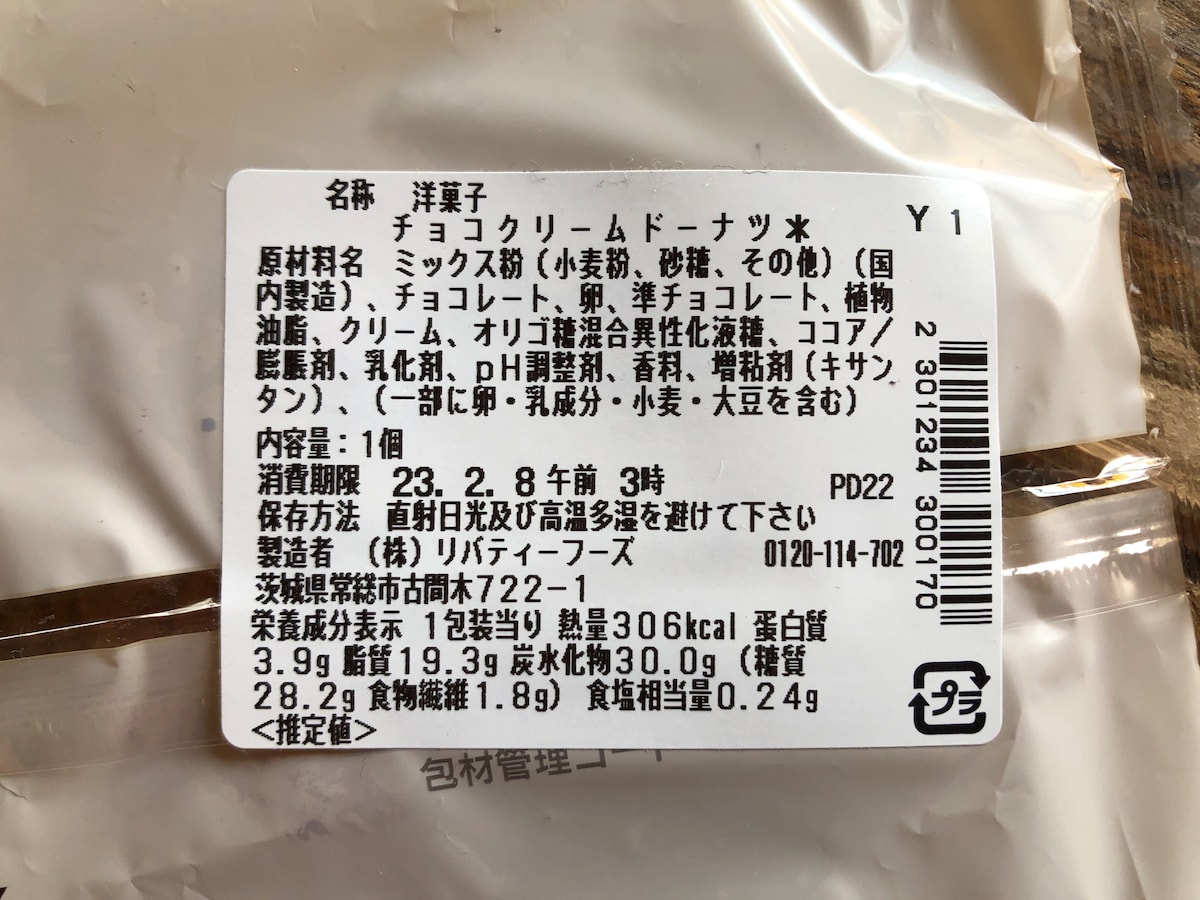 名称 洋菓子
チョコクリームドーナツ＊
Y1
原材料名 ミックス粉（小麦粉、砂糖、その他）（国
内製造）、チョコレート、卵、準チョコレート、植物
油脂、クリーム、オリゴ糖混合異性化液糖、ココア／
膨脹剤、乳化剤、pH調整剤、香料、増粘剤（キサン
タン）、（一部に卵・乳成分・小麦・大豆を含む）
内容量：1個
消費期限 23. 2. 8午前 3時 PD22
保存方法 直射日光及び高温多湿を避けて下さい
製造者 （株）リバティーフーズ 0120-114-702
茨城県常総市古間木722－1
栄養成分表示 1包装当り 熱量306kcal 蛋白質
3.9g 脂質19.3g 炭水化物30.0g（糖質
28.2g 食物繊維1.8g） 食塩相当量0.24g
<推定値>
2 301234 300170
プラ
包材管理コード